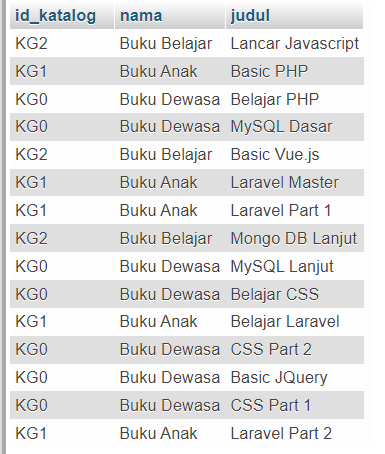 id_katalog nama judul
KG2 Buku Belajar Lancar Javascript
KG1 Buku Anak Basic PHP
KG0 Buku Dewasa Belajar PHP
KG0 Buku Dewasa MySQL Dasar
KG2 Buku Belajar Basic Vue.js
KG1 Buku Anak Laravel Master
KG1 Buku Anak Laravel Part 1
KG2 Buku Belajar Mongo DB Lanjut
KG0 Buku Dewasa MySQL Lanjut
KG0 Buku Dewasa Belajar CSS
KG1 Buku Anak Belajar Laravel
KG0 Buku Dewasa CSS Part 2
KG0 Buku Dewasa Basic JQuery
KG0 Buku Dewasa CSS Part 1
KG1 Buku Anak Laravel Part 2